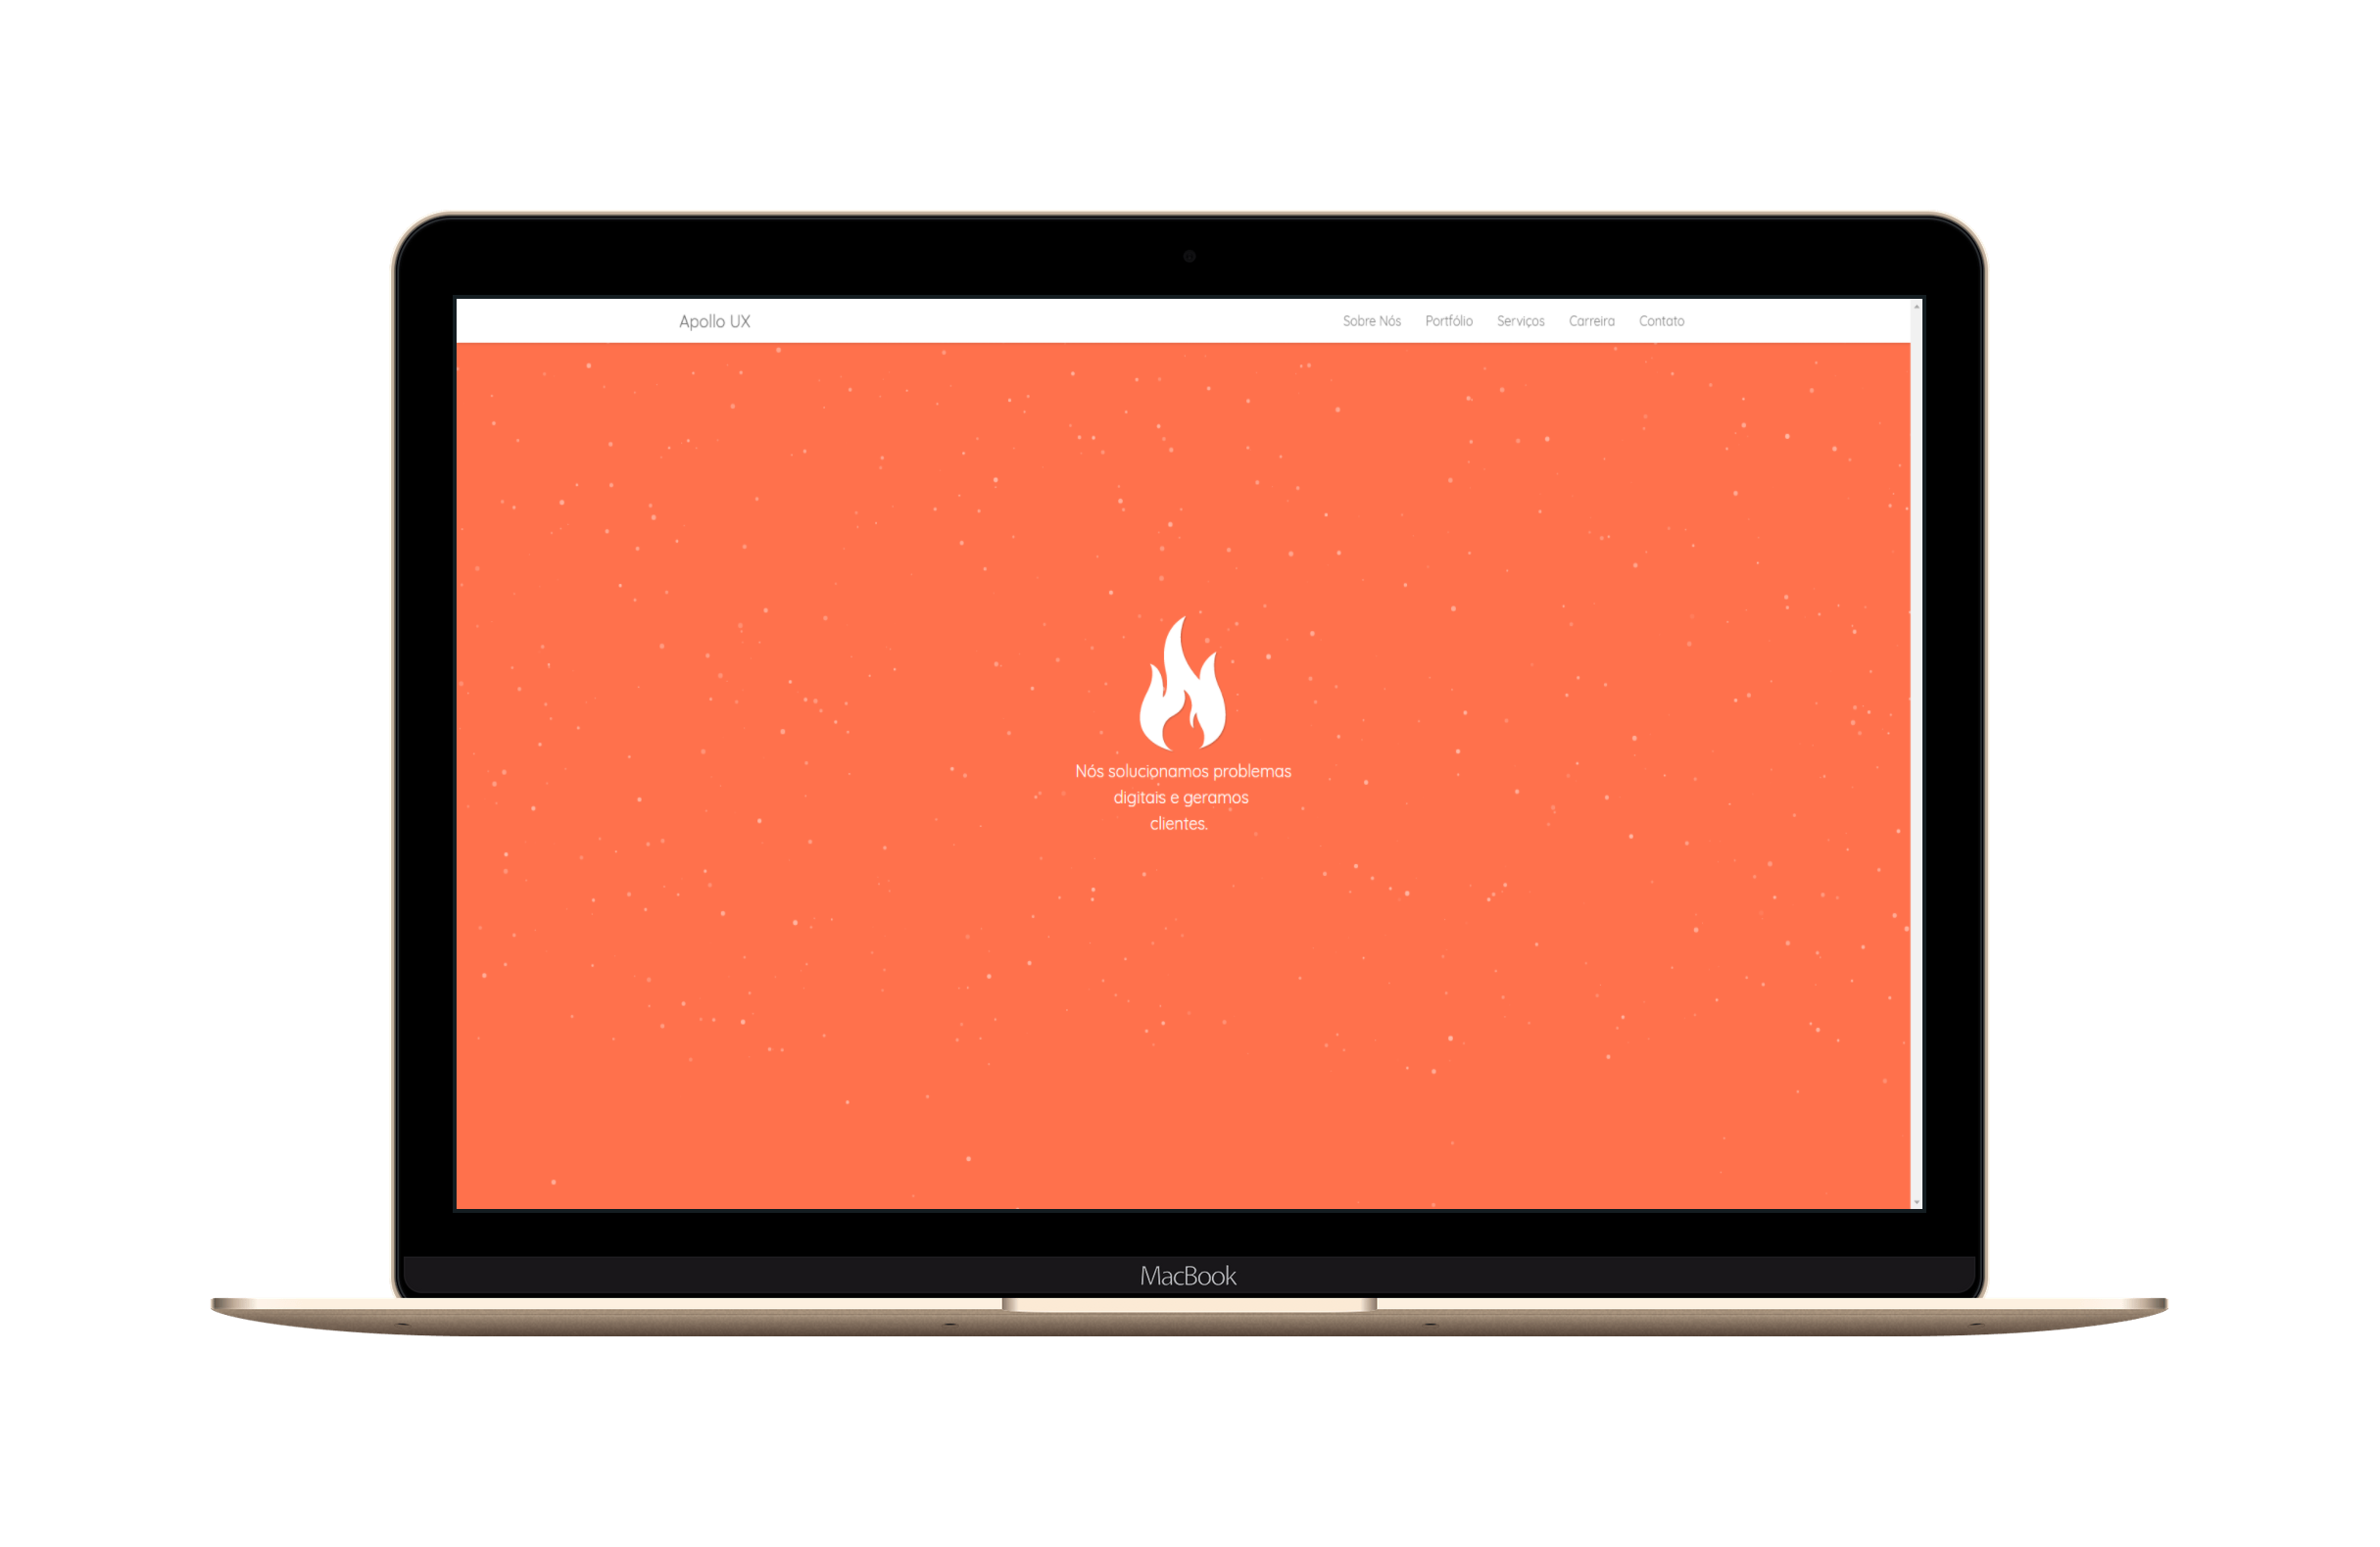 Apollo UX
Sobre Nós Portfólio Serviços Carreira Contato
Nós solucionamos problemas
digitais e geramos
clientes.
MacBook